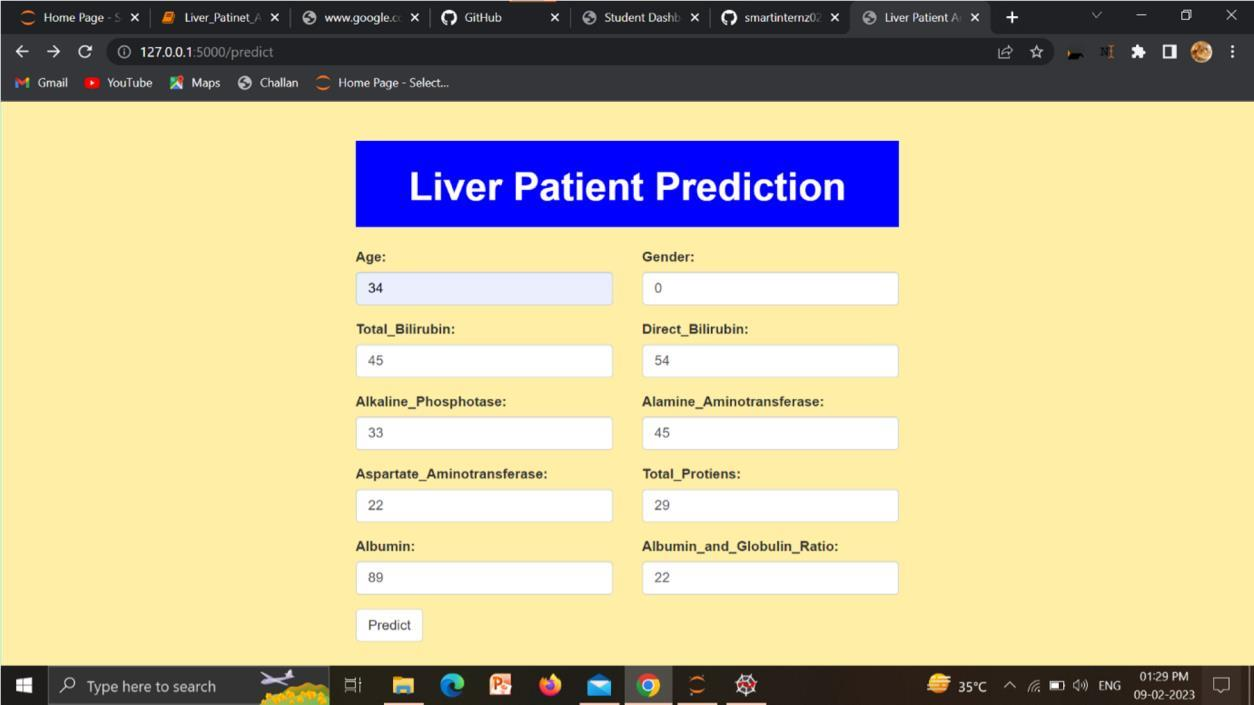 Home Page - S
Liver_Patinet_A
www.google.co
GitHub
Student Dashb
smartinternz02
Liver Patient A
127.0.0.1:5000/predict
Gmail YouTube Maps Challan Home Page - Select...
Liver Patient Prediction
Age: Gender:
34 0
Total_Bilirubin: Direct_Bilirubin:
45 54
Alkaline_Phosphotase: Alamine_Aminotransferase:
33 45
Aspartate_Aminotransferase: Total_Protiens:
22 29
Albumin: Albumin_and_Globulin_Ratio:
89 22
Predict
Type here to search
35°C ENG
01:29 PM
09-02-2023